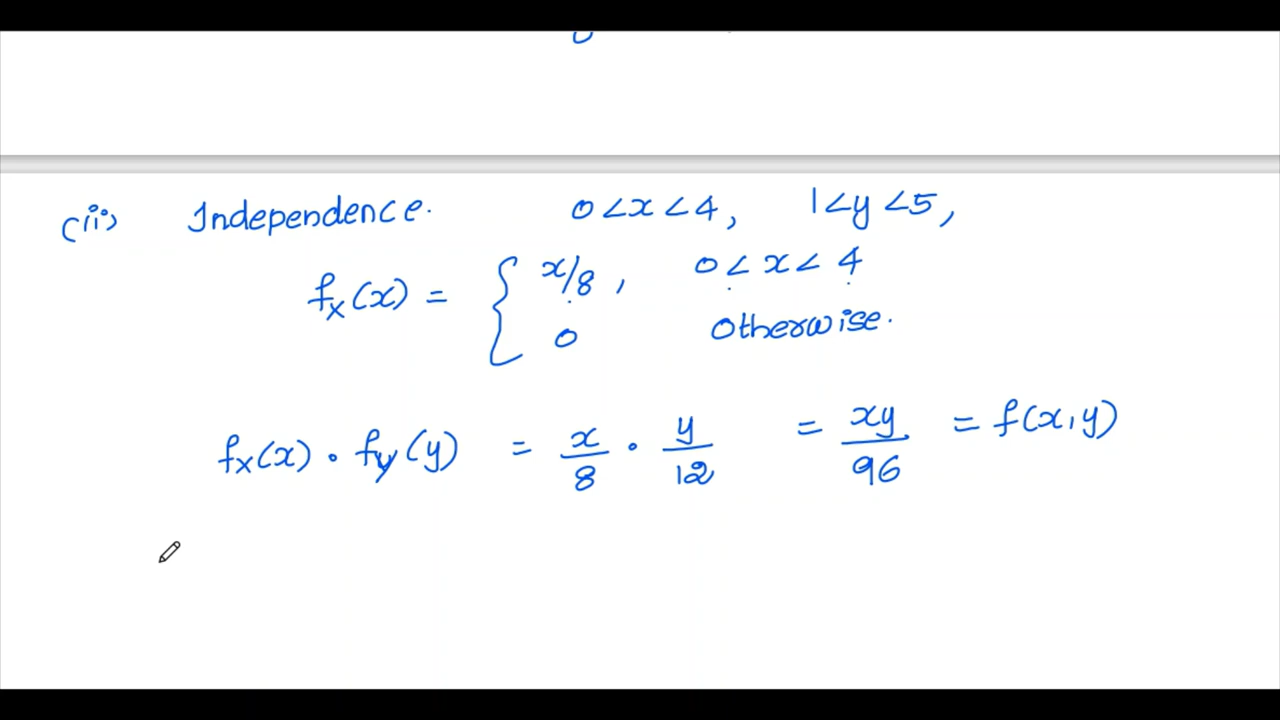 (ii) Independence. 0<x<4, 1<y<5,
fx(x) = { x/8, 0<x<4
0 otherwise.
fx(x) · fy(y) = x/8 · y/12 = xy/96 = f(x,y)